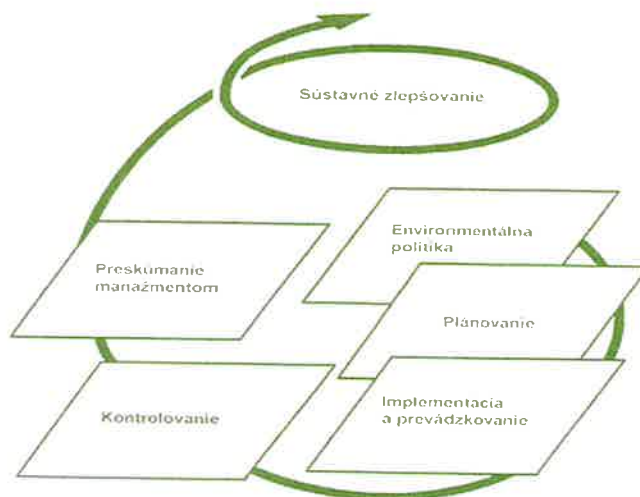 Sústavné zlepšovanie
Environmentálna
politika
Preskúmanie
manažmentom
Plánovanie
Implementácia
a prevádzkovanie
Kontrolovanie